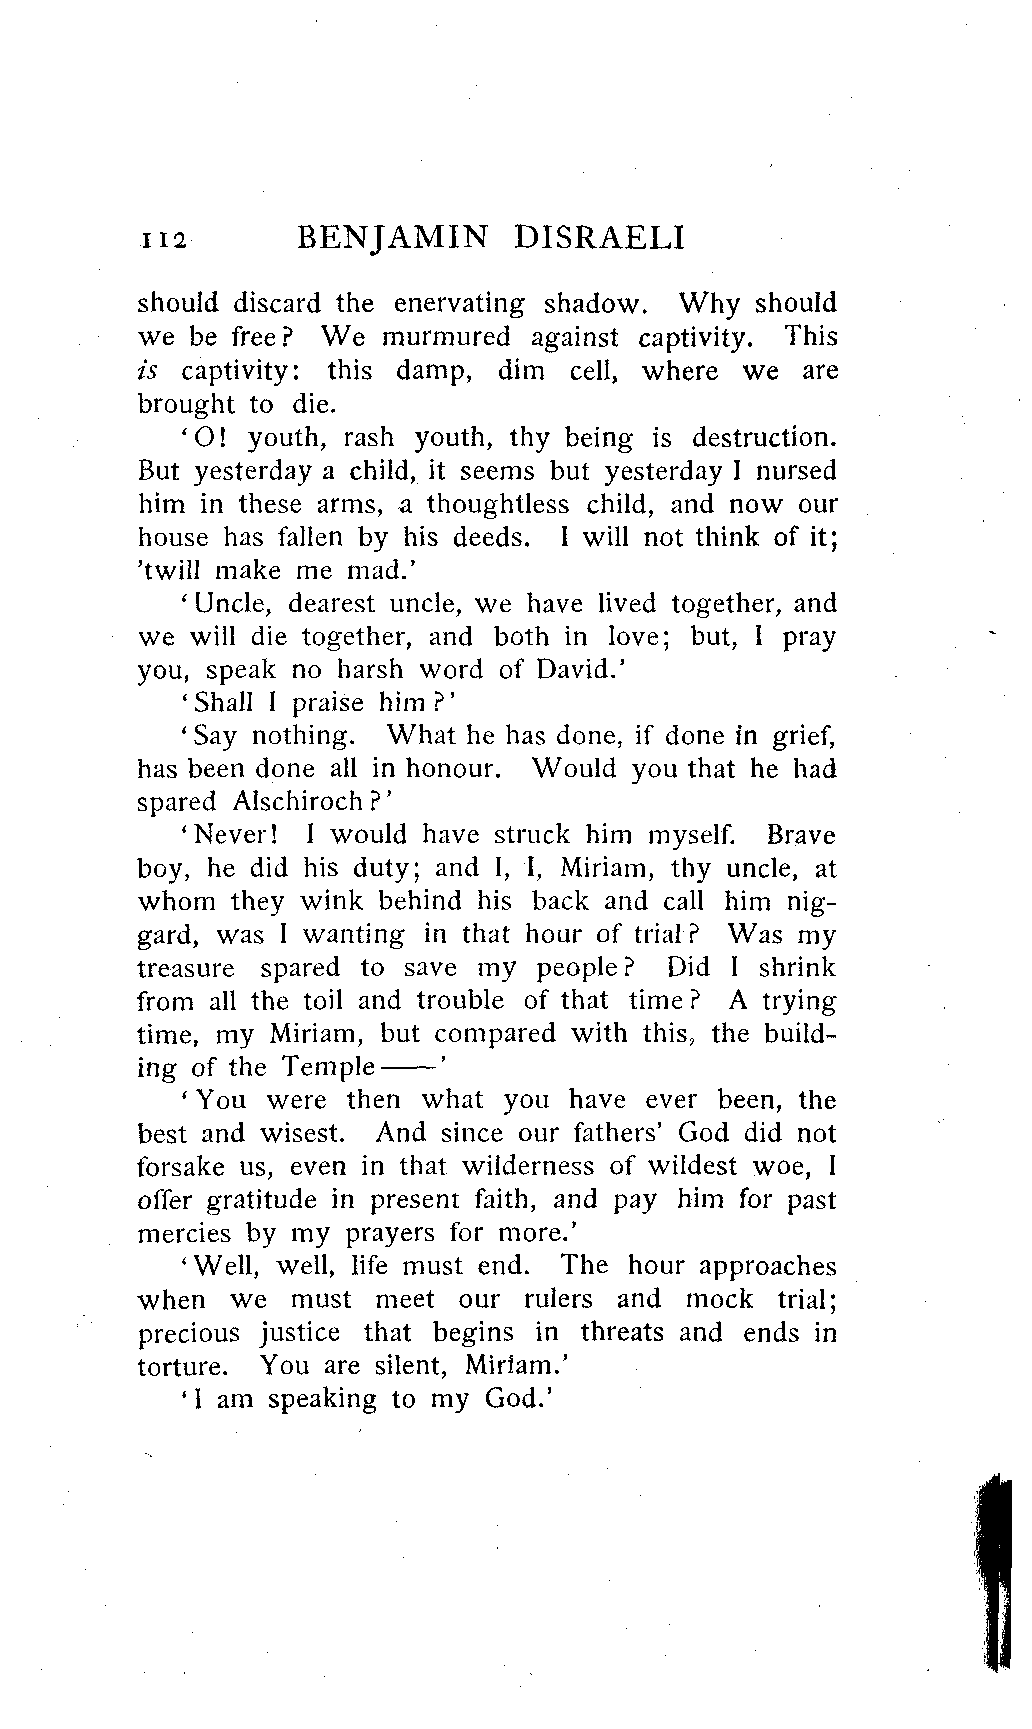 112 BENJAMIN DISRAELI
should discard the enervating shadow. Why should
we be free? We murmured against captivity. This
is captivity: this damp, dim cell, where we are
brought to die.
‘O! youth, rash youth, thy being is destruction.
But yesterday a child, it seems but yesterday I nursed
him in these arms, a thoughtless child, and now our
house has fallen by his deeds. I will not think of it;
’twill make me mad.’
‘Uncle, dearest uncle, we have lived together, and
we will die together, and both in love; but, I pray
you, speak no harsh word of David.’
‘Shall I praise him?’
‘Say nothing. What he has done, if done in grief,
has been done all in honour. Would you that he had
spared Alschiroch?’
‘Never! I would have struck him myself. Brave
boy, he did his duty; and I, I, Miriam, thy uncle, at
whom they wink behind his back and call him nig-
gard, was I wanting in that hour of trial? Was my
treasure spared to save my people? Did I shrink
from all the toil and trouble of that time? A trying
time, my Miriam, but compared with this, the build-
ing of the Temple——’
‘You were then what you have ever been, the
best and wisest. And since our fathers’ God did not
forsake us, even in that wilderness of wildest woe, I
offer gratitude in present faith, and pay him for past
mercies by my prayers for more.’
‘Well, well, life must end. The hour approaches
when we must meet our rulers and mock trial;
precious justice that begins in threats and ends in
torture. You are silent, Miriam.’
‘I am speaking to my God.’